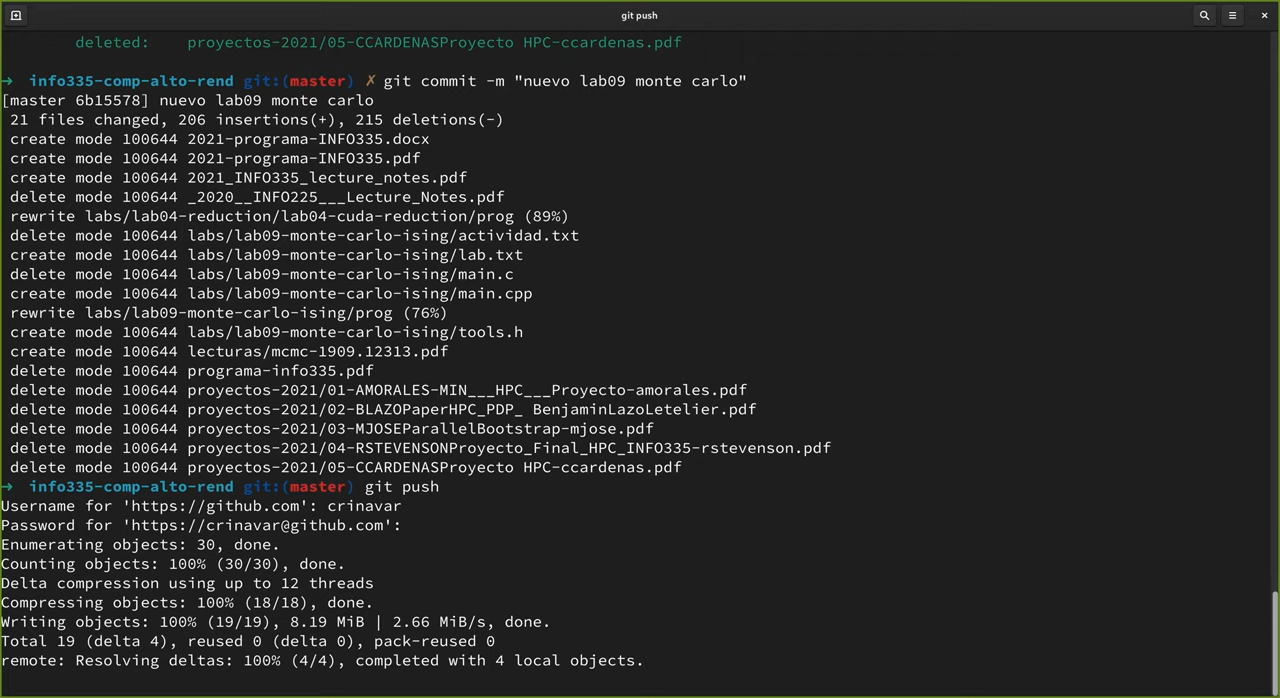 git push
deleted:    proyectos-2021/05-CCARDENASProyecto HPC-ccardenas.pdf
→  info335-comp-alto-rend git:(master) ✗ git commit -m "nuevo lab09 monte carlo"
[master 6b15578] nuevo lab09 monte carlo
 21 files changed, 206 insertions(+), 215 deletions(-)
 create mode 100644 2021-programa-INFO335.docx
 create mode 100644 2021-programa-INFO335.pdf
 create mode 100644 2021_INFO335_lecture_notes.pdf
 delete mode 100644 _2020__INFO225___Lecture_Notes.pdf
 rewrite labs/lab04-reduction/lab04-cuda-reduction/prog (89%)
 delete mode 100644 labs/lab09-monte-carlo-ising/actividad.txt
 create mode 100644 labs/lab09-monte-carlo-ising/lab.txt
 delete mode 100644 labs/lab09-monte-carlo-ising/main.c
 create mode 100644 labs/lab09-monte-carlo-ising/main.cpp
 rewrite labs/lab09-monte-carlo-ising/prog (76%)
 create mode 100644 labs/lab09-monte-carlo-ising/tools.h
 create mode 100644 lecturas/mcmc-1909.12313.pdf
 delete mode 100644 programa-info335.pdf
 delete mode 100644 proyectos-2021/01-AMORALES-MIN___HPC___Proyecto-amorales.pdf
 delete mode 100644 proyectos-2021/02-BLAZOPaperHPC_PDP_ BenjaminLazoLetelier.pdf
 delete mode 100644 proyectos-2021/03-MJOSEParallelBootstrap-mjose.pdf
 delete mode 100644 proyectos-2021/04-RSTEVENSONProyecto_Final_HPC_INFO335-rstevenson.pdf
 delete mode 100644 proyectos-2021/05-CCARDENASProyecto HPC-ccardenas.pdf
→  info335-comp-alto-rend git:(master) git push
Username for 'https://github.com': crinavar
Password for 'https://crinavar@github.com':
Enumerating objects: 30, done.
Counting objects: 100% (30/30), done.
Delta compression using up to 12 threads
Compressing objects: 100% (18/18), done.
Writing objects: 100% (19/19), 8.19 MiB | 2.66 MiB/s, done.
Total 19 (delta 4), reused 0 (delta 0), pack-reused 0
remote: Resolving deltas: 100% (4/4), completed with 4 local objects.